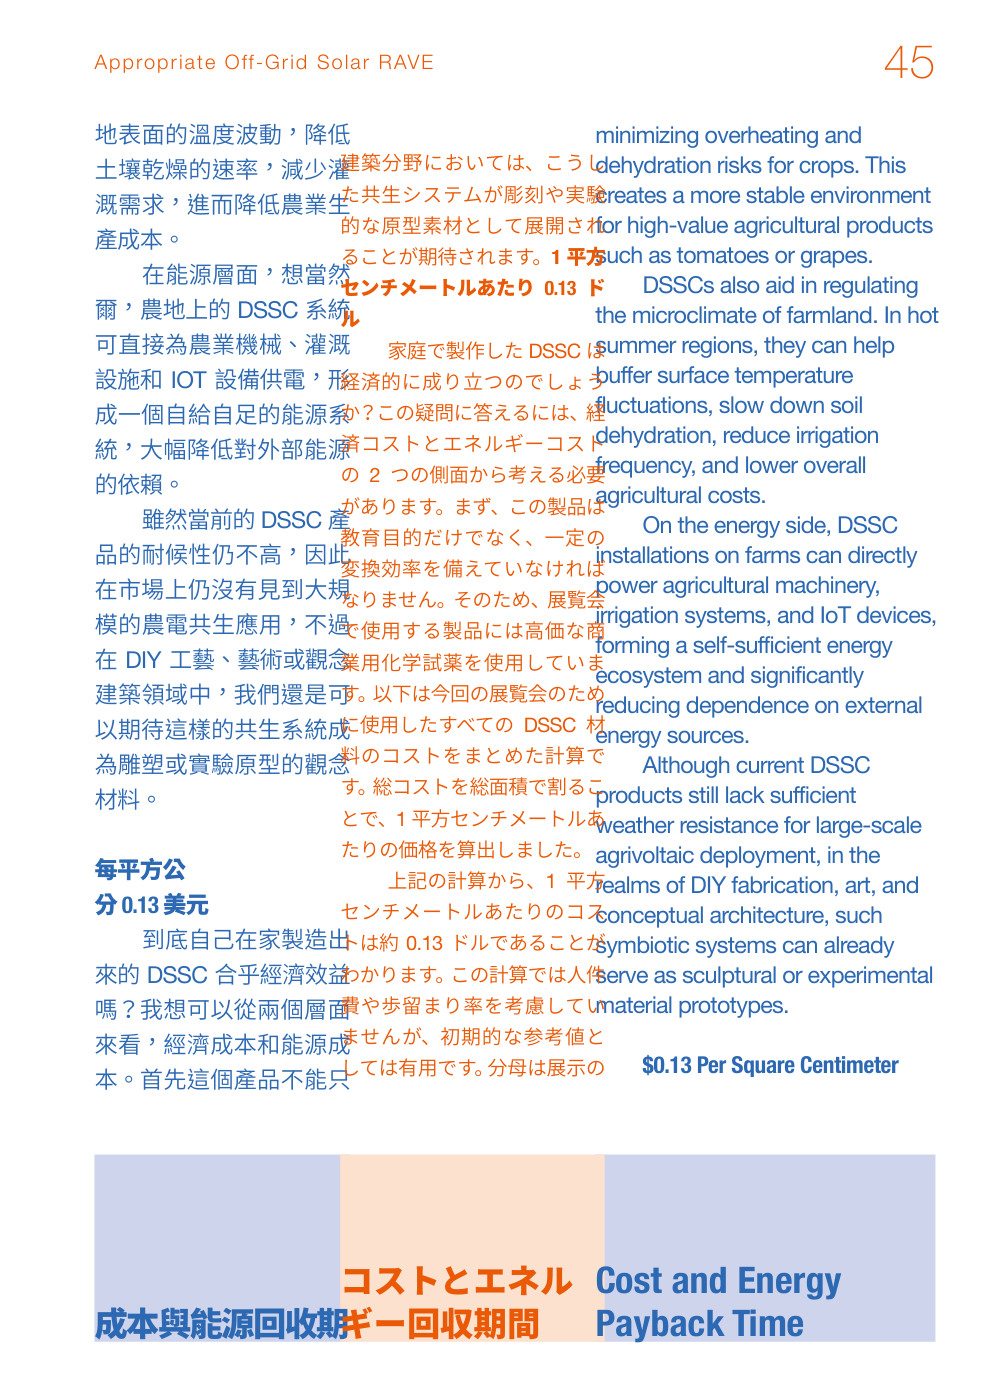 Appropriate Off-Grid Solar RAVE
45
地表面的溫度波動，降低
土壤乾燥的速率，減少灌
溉需求，進而降低農業生
產成本。
在能源層面，想當然
爾，農地上的 DSSC 系統
可直接為農業機械、灌溉
設施和 IOT 設備供電，形
成一個自給自足的能源系
統，大幅降低對外部能源
的依賴。
雖然當前的 DSSC 產
品的耐候性仍不高，因此
在市場上仍沒有見到大規
模的農電共生應用，不過
在 DIY 工藝、藝術或觀念
建築領域中，我們還是可
以期待這樣的共生系統成
為雕塑或實驗原型的觀念
材料。
每平方公
分 0.13 美元
到底自己在家製造出
來的 DSSC 合乎經濟效益
嗎？我想可以從兩個層面
來看，經濟成本和能源成
本。首先這個產品不能只
建築分野においては、こうし
た共生システムが彫刻や実験
的な原型素材として展開され
ることが期待されます。1 平方
センチメートルあたり 0.13 ド
ル
家庭で製作した DSSC は
経済的に成り立つのでしょう
か？この疑問に答えるには、経
済コストとエネルギーコスト
の 2 つの側面から考える必要
があります。まず、この製品は
教育目的だけでなく、一定の
変換効率を備えていなければ
なりません。そのため、展覧会
で使用する製品には高価な商
業用化学試薬を使用していま
す。以下は今回の展覧会のため
に使用したすべての DSSC 材
料のコストをまとめた計算で
す。総コストを総面積で割るこ
とで、1 平方センチメートルあ
たりの価格を算出しました。
上記の計算から、1 平方
センチメートルあたりのコス
トは約 0.13 ドルであることが
わかります。この計算では人件
費や歩留まり率を考慮してい
ませんが、初期的な参考値と
しては有用です。分母は展示の
minimizing overheating and
dehydration risks for crops. This
creates a more stable environment
for high-value agricultural products
such as tomatoes or grapes.
DSSCs also aid in regulating
the microclimate of farmland. In hot
summer regions, they can help
buffer surface temperature
fluctuations, slow down soil
dehydration, reduce irrigation
frequency, and lower overall
agricultural costs.
On the energy side, DSSC
installations on farms can directly
power agricultural machinery,
irrigation systems, and IoT devices,
forming a self-sufficient energy
ecosystem and significantly
reducing dependence on external
energy sources.
Although current DSSC
products still lack sufficient
weather resistance for large-scale
agrivoltaic deployment, in the
realms of DIY fabrication, art, and
conceptual architecture, such
symbiotic systems can already
serve as sculptural or experimental
material prototypes.
$0.13 Per Square Centimeter
成本與能源回收期
コストとエネル
ギー回収期間
Cost and Energy
Payback Time